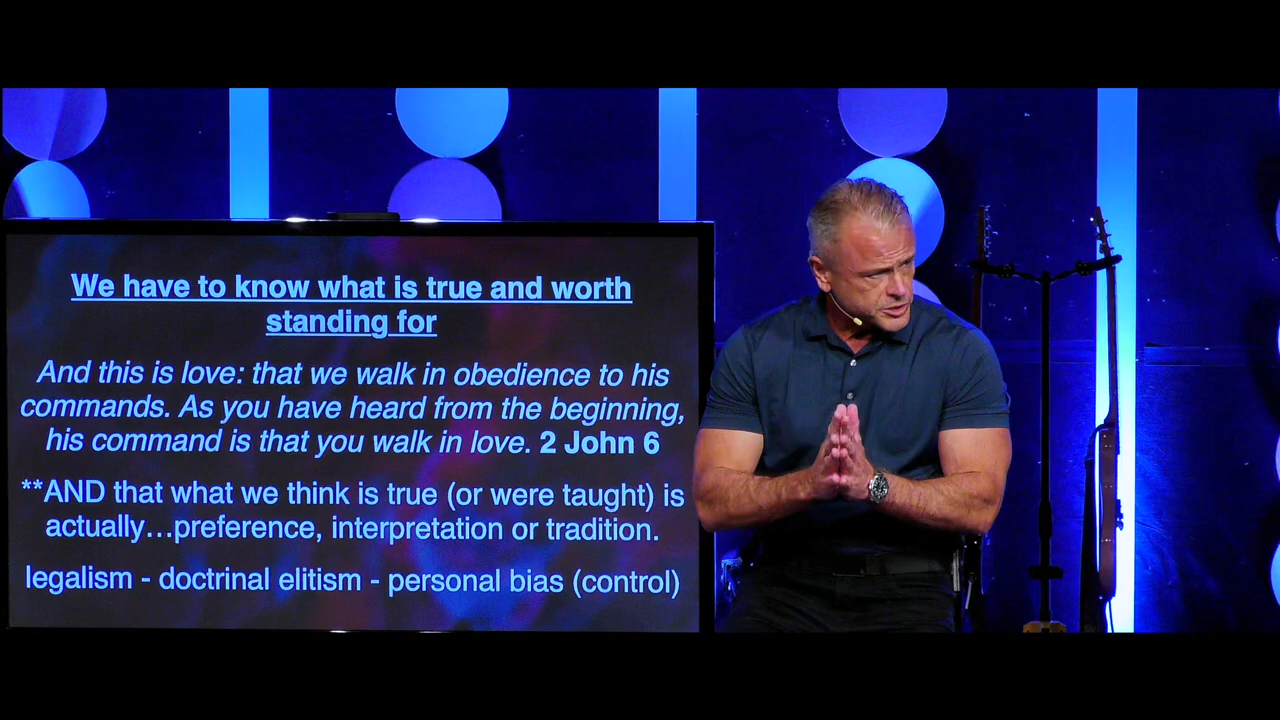 We have to know what is true and worth
standing for
And this is love: that we walk in obedience to his
commands. As you have heard from the beginning,
his command is that you walk in love. 2 John 6
**AND that what we think is true (or were taught) is
actually…preference, interpretation or tradition.
legalism - doctrinal elitism - personal bias (control)